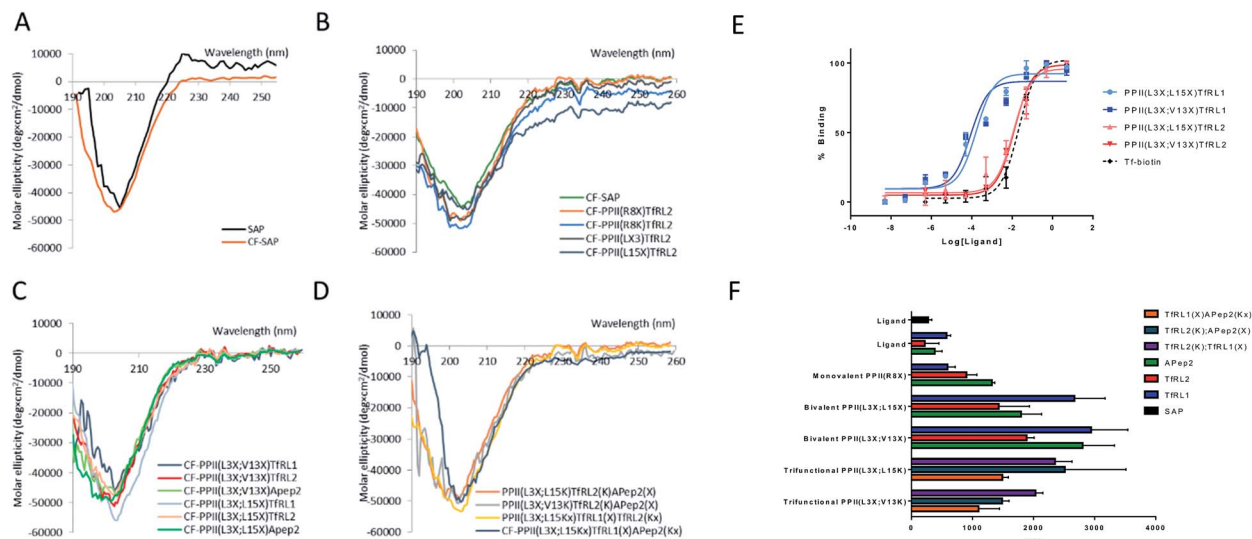 A
Wavelength (nm)
10000
0
-10000
-20000
-30000
-40000
-50000
-60000
190 200 210 220 230 240 250
Molar ellipticity (deg×cm²/dmol)
SAP
CF-SAP
B
Wavelength (nm)
10000
0
-10000
-20000
-30000
-40000
-50000
-60000
190 200 210 220 230 240 250 260
Molar ellipticity (deg×cm²/dmol)
CF-SAP
CF-PPII(R8X)TfRL2
CF-PPII(R8K)TfRL2
CF-PPII(LX3)TfRL2
CF-PPII(L15X)TfRL2
E
% Binding
100
50
0
-10 -8 -6 -4 -2 0 2
Log[Ligand]
PPII(L3X;L15X)TfRL1
PPII(L3X;V13X)TfRL1
PPII(L3X;L15X)TfRL2
PPII(L3X;V13X)TfRL2
Tf-biotin
C
Wavelength (nm)
10000
0
-10000
-20000
-30000
-40000
-50000
-60000
190 200 210 220 230 240 250 260
Molar ellipticity (deg×cm²/dmol)
CF-PPII(L3X;V13X)TfRL1
CF-PPII(L3X;V13X)TfRL2
CF-PPII(L3X;V13X)Apep2
CF-PPII(L3X;L15X)TfRL1
CF-PPII(L3X;L15X)TfRL2
CF-PPII(L3X;L15X)Apep2
D
Wavelength (nm)
10000
0
-10000
-20000
-30000
-40000
-50000
-60000
190 200 210 220 230 240 250 260
Molar ellipticity (deg×cm²/dmol)
PPII(L3X;L15K)TfRL2(K)APep2(X)
PPII(L3X;V13K)TfRL2(K)APep2(X)
PPII(L3X;L15Kx)TfRL1(X)TfRL2(Kx)
CF-PPII(L3X;L15Kx)TfRL1(X)APep2(Kx)
F
Ligand
Ligand
Monovalent PPII(R8X)
Bivalent PPII(L3X;L15X)
Bivalent PPII(L3X;V13X)
Trifunctional PPII(L3X;L15K)
Trifunctional PPII(L3X;V13K)
0 1000 2000 3000 4000
TfRL1(X)APep2(Kx)
TfRL2(K);APep2(X)
TfRL2(K);TfRL1(X)
APep2
TfRL2
TfRL1
SAP